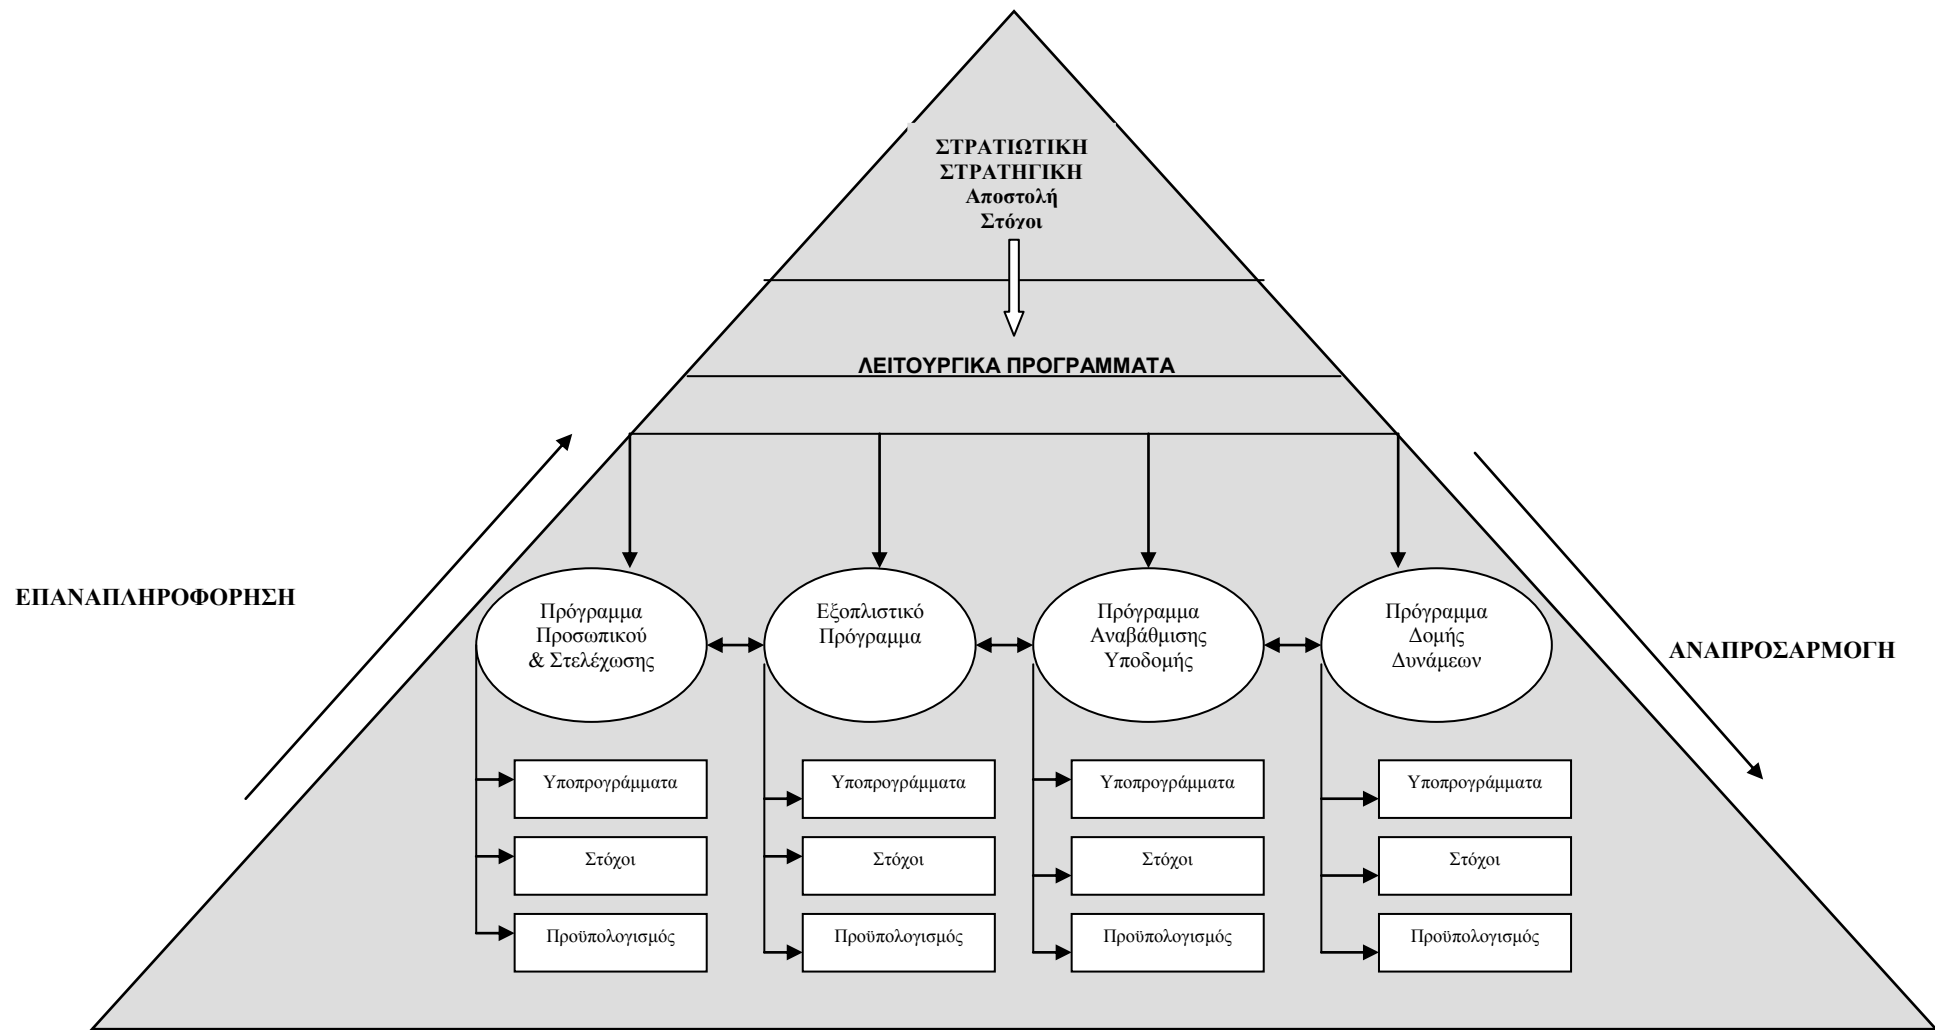 ΣΤΡΑΤΙΩΤΙΚΗ
ΣΤΡΑΤΗΓΙΚΗ
Αποστολή
Στόχοι
ΛΕΙΤΟΥΡΓΙΚΑ ΠΡΟΓΡΑΜΜΑΤΑ
ΕΠΑΝΑΠΛΗΡΟΦΟΡΗΣΗ
Πρόγραμμα
Προσωπικού
& Στελέχωσης
Εξοπλιστικό
Πρόγραμμα
Πρόγραμμα
Αναβάθμισης
Υποδομής
Πρόγραμμα
Δομής
Δυνάμεων
ΑΝΑΠΡΟΣΑΡΜΟΓΗ
Υποπρογράμματα
Υποπρογράμματα
Υποπρογράμματα
Υποπρογράμματα
Στόχοι
Στόχοι
Στόχοι
Στόχοι
Προϋπολογισμός
Προϋπολογισμός
Προϋπολογισμός
Προϋπολογισμός